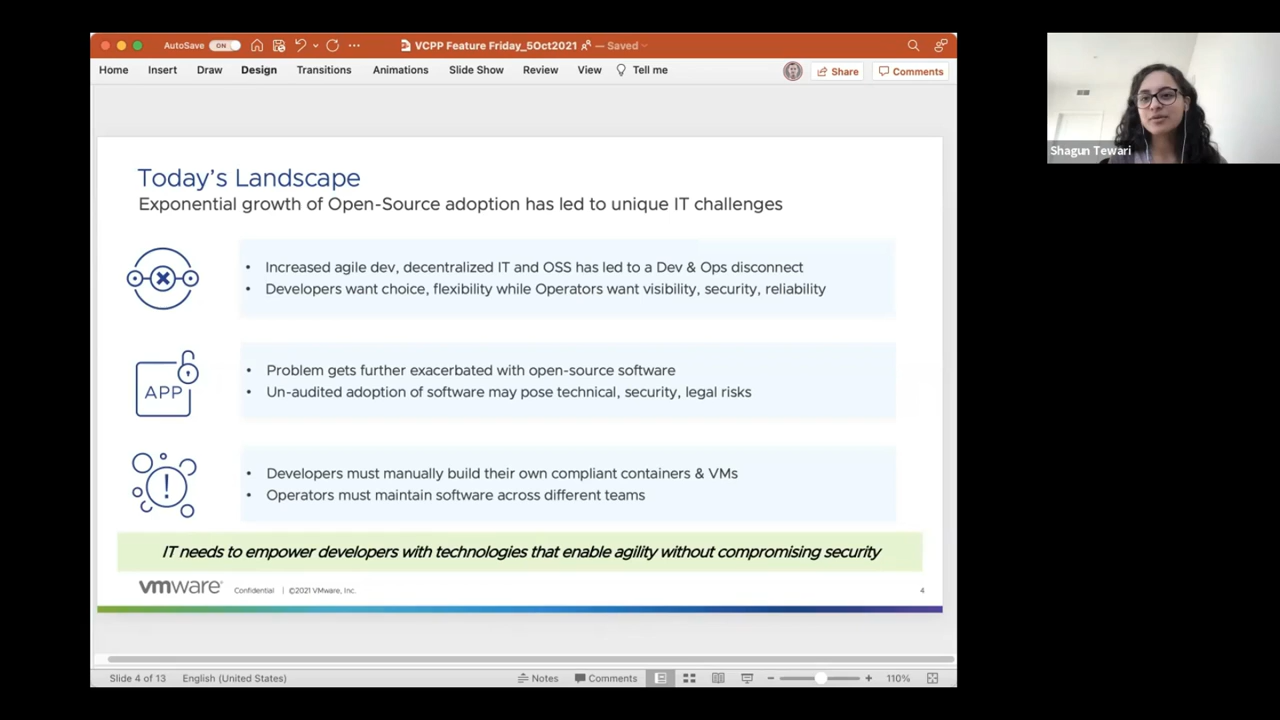 AutoSave ON VCPP Feature Friday_5Oct2021 — Saved
Home Insert Draw Design Transitions Animations Slide Show Review View Tell me Share Comments
Shagun Tewari
Today's Landscape
Exponential growth of Open-Source adoption has led to unique IT challenges
• Increased agile dev, decentralized IT and OSS has led to a Dev & Ops disconnect
• Developers want choice, flexibility while Operators want visibility, security, reliability
APP
• Problem gets further exacerbated with open-source software
• Un-audited adoption of software may pose technical, security, legal risks
!
• Developers must manually build their own compliant containers & VMs
• Operators must maintain software across different teams
IT needs to empower developers with technologies that enable agility without compromising security
vmware® Confidential | ©2021 VMware, Inc. 4
Slide 4 of 13 English (United States) Notes Comments 110%